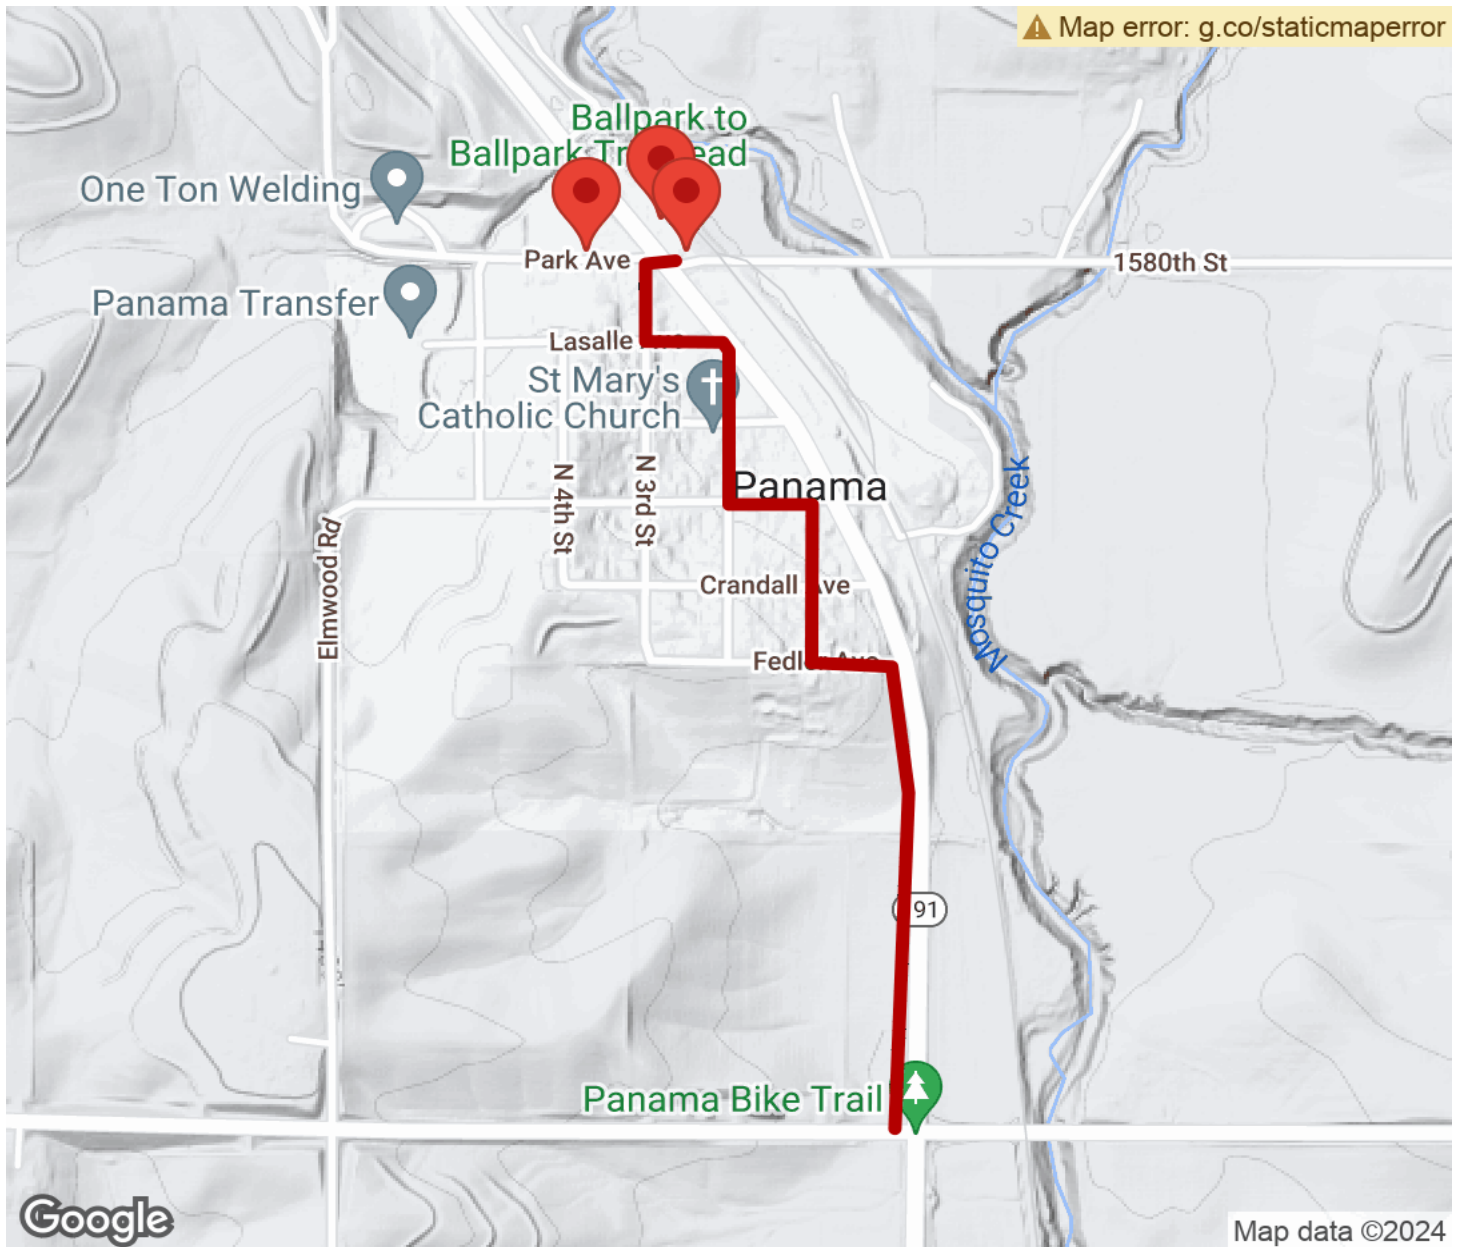 Map error: g.co/staticmaperror
Ballpark to
Ballpark Tr ead
One Ton Welding
Park Ave
1580th St
Panama Transfer
Lasalle
St Mary's
Catholic Church
N 4th St
N 3rd St
Panama
Mosquito Creek
Elmwood Rd
Crandall Ave
Fedler Ave
91
Panama Bike Trail
Google
Map data ©2024